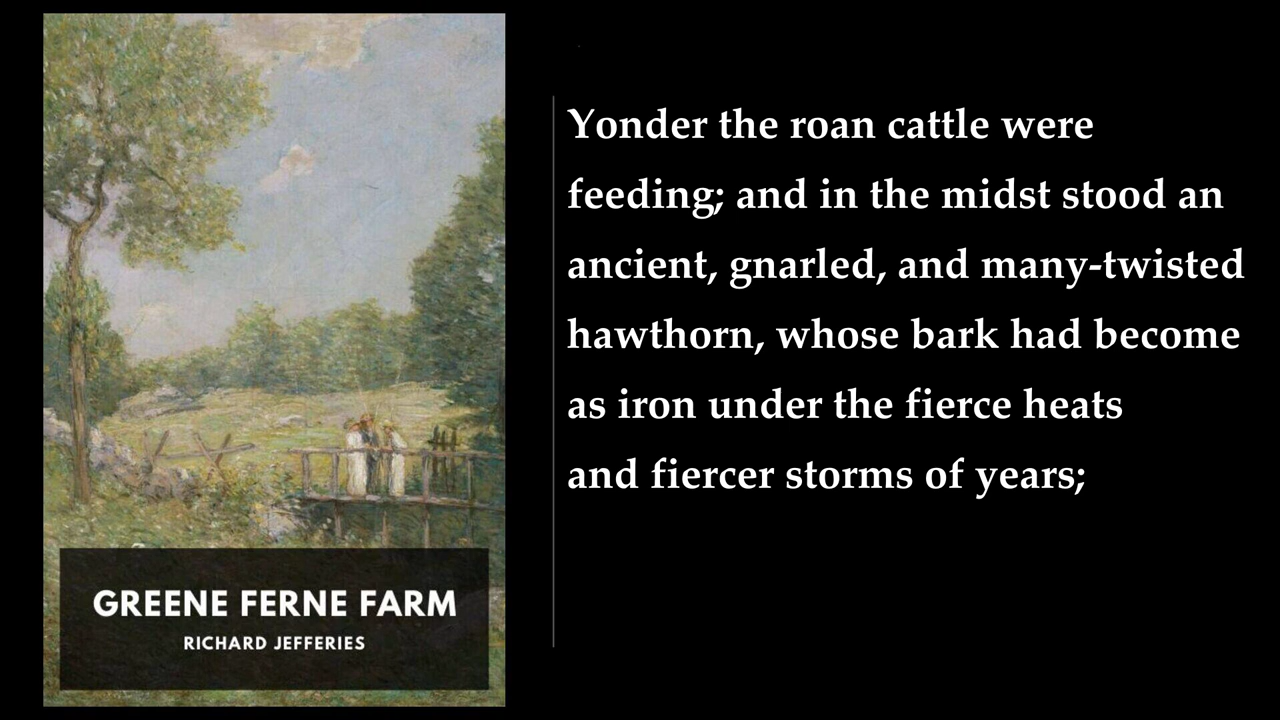 GREENE FERNE FARM
RICHARD JEFFERIES
Yonder the roan cattle were
feeding; and in the midst stood an
ancient, gnarled, and many-twisted
hawthorn, whose bark had become
as iron under the fierce heats
and fiercer storms of years;